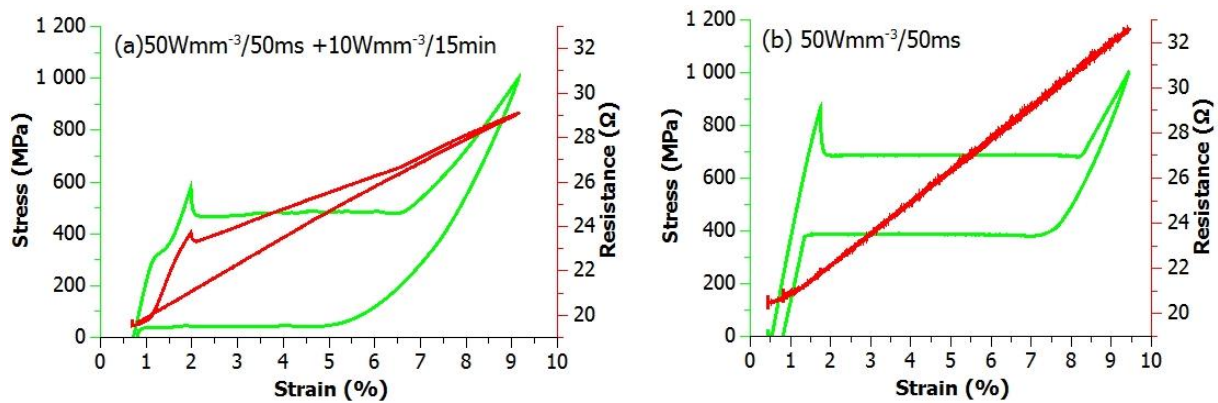 (a)50Wmm⁻³/50ms +10Wmm⁻³/15min
Stress (MPa)
1 200
1 000
800
600
400
200
0
0 1 2 3 4 5 6 7 8 9 10
Strain (%)
33
31
29
28
26
24
22
20
Resistance (Ω)
(b) 50Wmm⁻³/50ms
Stress (MPa)
1 200
1 000
800
600
400
200
0
0 1 2 3 4 5 6 7 8 9 10
Strain (%)
32
30
28
26
24
22
20
Resistance (Ω)